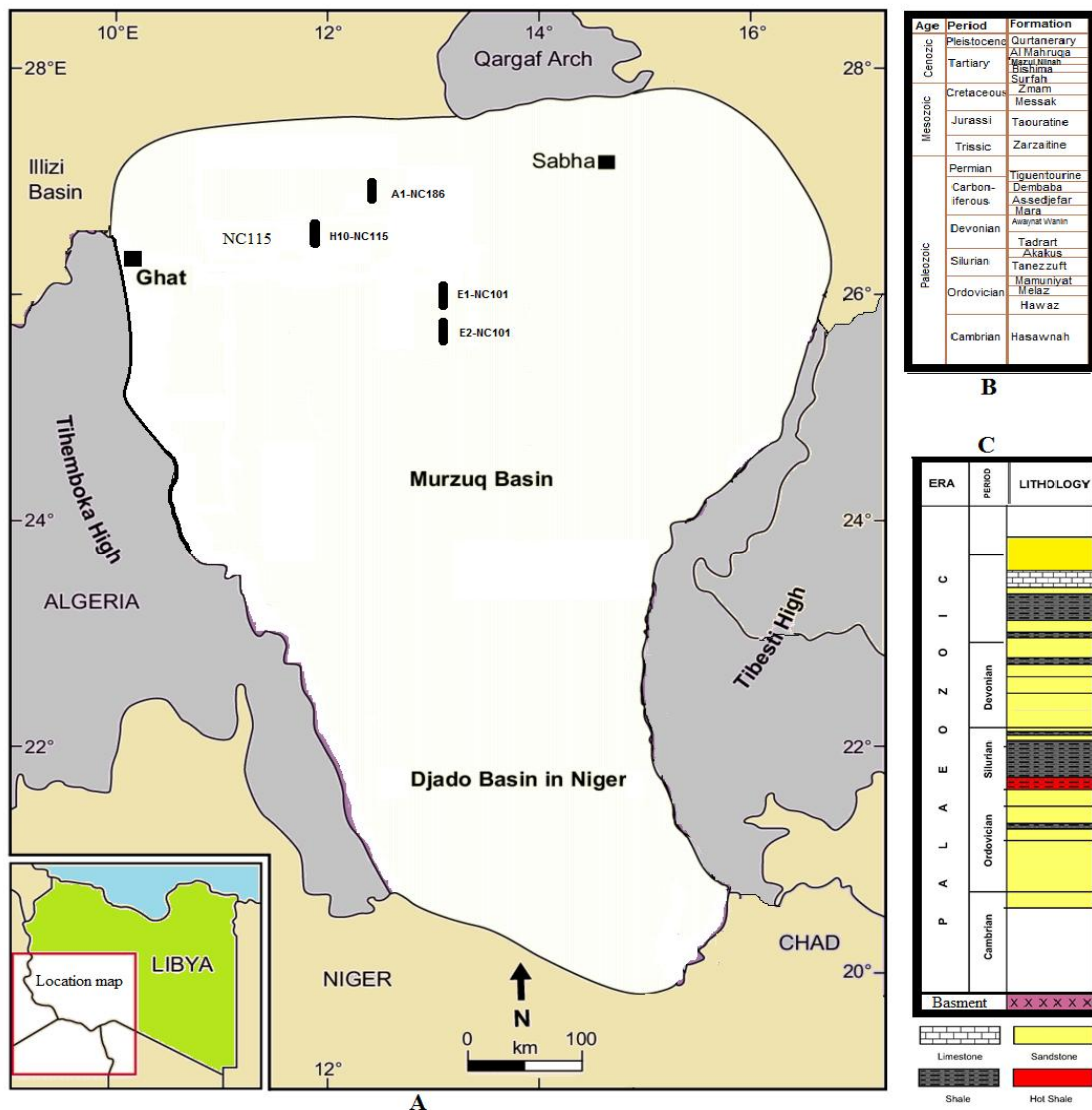 10°E 12° 14° 16°
28°E 28°
Qargaf Arch
Sabha
Illizi
Basin
A1-NC186
NC115 H10-NC115
Ghat
E1-NC101
26° 26°
E2-NC101
Tihemboka High
Murzuq Basin
24° 24°
ALGERIA
Tibesti High
22° 22°
Djado Basin in Niger
LIBYA
Location map
NIGER
CHAD
20°
N
0 100
km
12°
A
Age Period Formation
Cenozic
Pleistocene Qurtanerary
Tartiary Al Mahruqa
Bishima
Surfah
Mesozoic
Cretaceous Zmam
Messak
Jurassi Taouratine
Trissic Zarzaitine
Paleozoic
Permian
Tiguentourine
Carbon-
iferous
Dembaba
Assedjefar
Mara
Devonian Awaynat Wanin
Tadrart
Silurian Akakus
Tanezzuft
Ordovician Mamuniyat
Melaz
Hawaz
Cambrian Hasawnah
B
C
ERA PERIOD LITHOLOGY
PALAEOZOIC
Devonian
Silurian
Ordovician
Cambrian
Basment X X X X X X
Limestone Sandstone
Shale Hot Shale